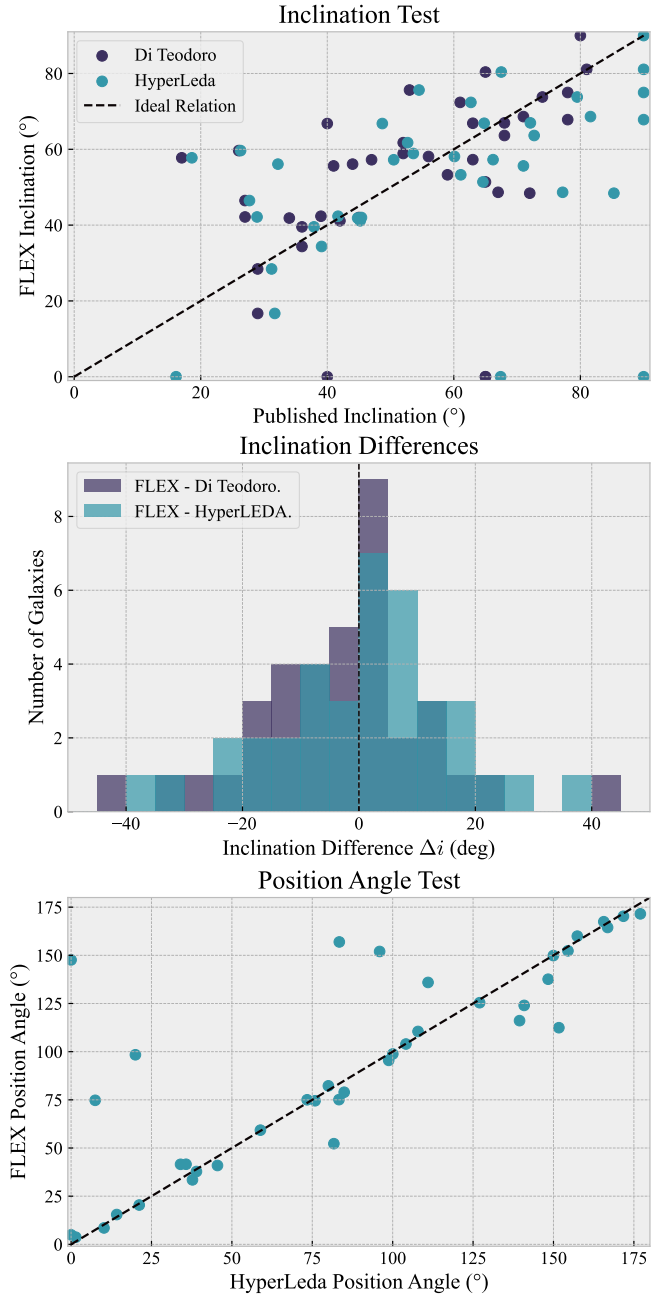 Inclination Test
Di Teodoro
HyperLeda
Ideal Relation
80
60
40
20
0
FLEX Inclination (°)
0 20 40 60 80
Published Inclination (°)
Inclination Differences
FLEX - Di Teodoro.
FLEX - HyperLEDA.
8
6
4
2
0
Number of Galaxies
−40 −20 0 20 40
Inclination Difference Δi (deg)
Position Angle Test
175
150
125
100
75
50
25
0
FLEX Position Angle (°)
0 25 50 75 100 125 150 175
HyperLeda Position Angle (°)